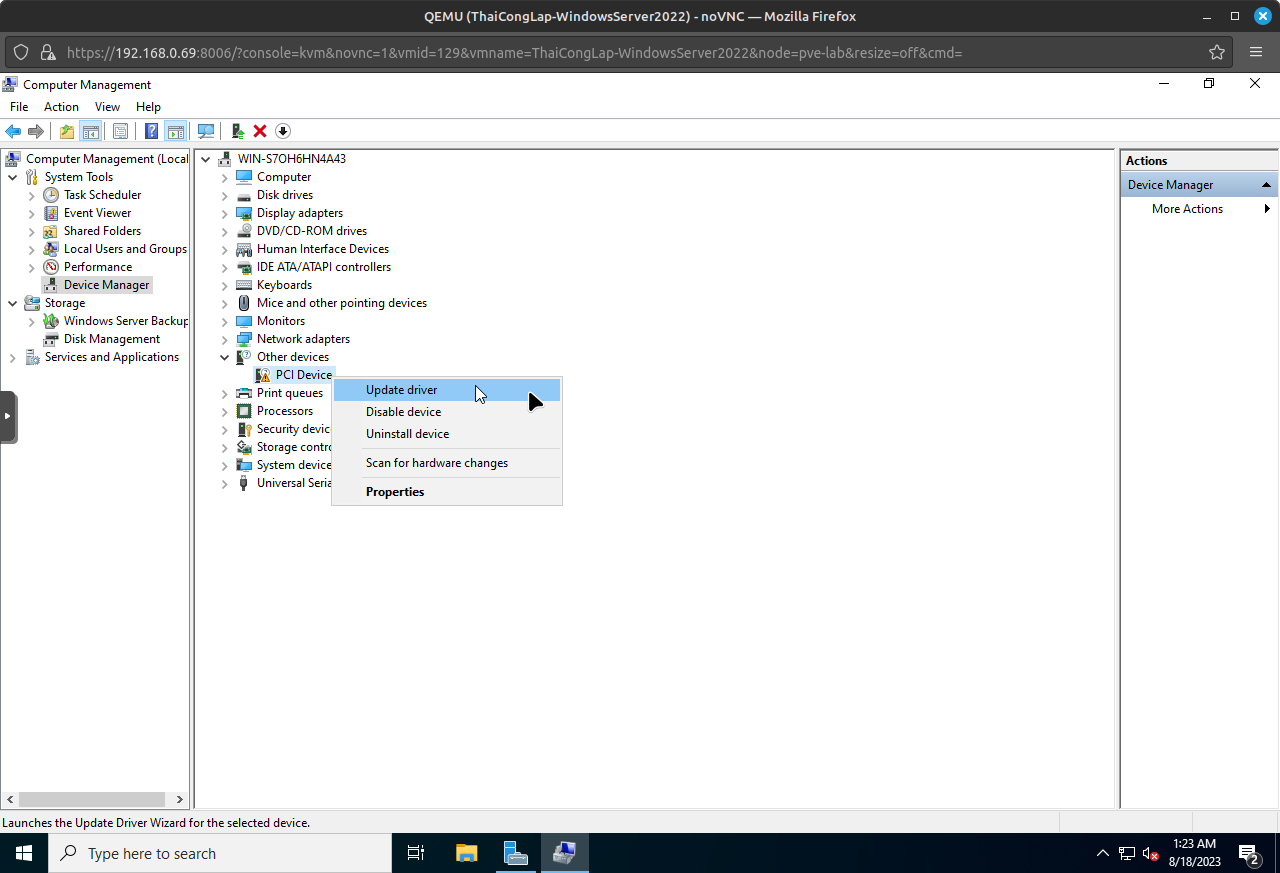 QEMU (ThaiCongLap-WindowsServer2022) - noVNC — Mozilla Firefox
https://192.168.0.69:8006/?console=kvm&novnc=1&vmid=129&vmname=ThaiCongLap-WindowsServer2022&node=pve-lab&resize=off&cmd=
Computer Management
File Action View Help
Computer Management (Local
System Tools
Task Scheduler
Event Viewer
Shared Folders
Local Users and Groups
Performance
Device Manager
Storage
Windows Server Backup
Disk Management
Services and Applications
WIN-S7OH6HN4A43
Computer
Disk drives
Display adapters
DVD/CD-ROM drives
Human Interface Devices
IDE ATA/ATAPI controllers
Keyboards
Mice and other pointing devices
Monitors
Network adapters
Other devices
PCI Device
Print queues
Processors
Security devic
Storage contro
System device
Universal Seria
Update driver
Disable device
Uninstall device
Scan for hardware changes
Properties
Actions
Device Manager
More Actions
Launches the Update Driver Wizard for the selected device.
Type here to search
1:23 AM
8/18/2023
2